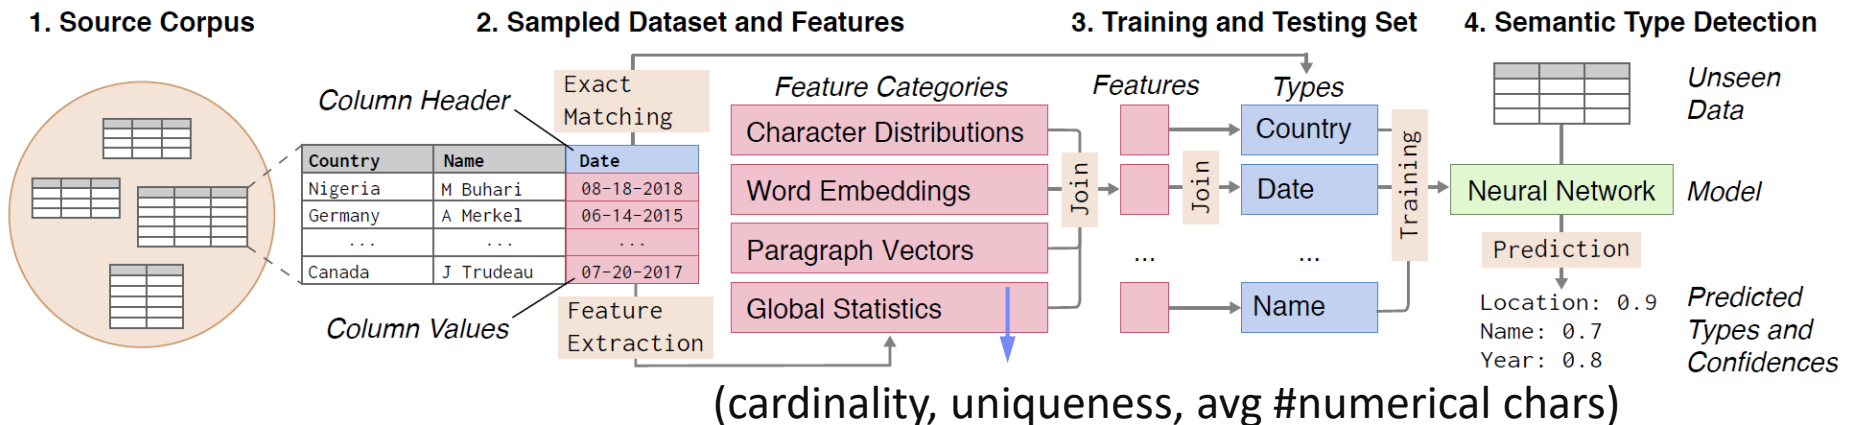 1. Source Corpus
2. Sampled Dataset and Features
3. Training and Testing Set
4. Semantic Type Detection
Column Header
Exact
Matching
Country Name Date
Nigeria M Buhari 08-18-2018
Germany A Merkel 06-14-2015
... ... ...
Canada J Trudeau 07-20-2017
Column Values
Feature
Extraction
Feature Categories
Character Distributions
Word Embeddings
Paragraph Vectors
Global Statistics
Join
Features
...
Join
Types
Country
Date
...
Name
Training
Unseen
Data
Neural Network
Model
Prediction
Location: 0.9
Name: 0.7
Year: 0.8
Predicted
Types and
Confidences
(cardinality, uniqueness, avg #numerical chars)